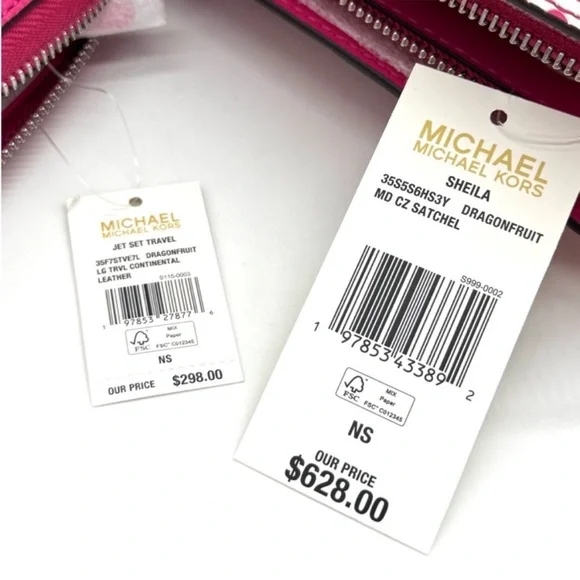 MICHAEL
MICHAEL KORS
JET SET TRAVEL
35F7STVE7L DRAGONFRUIT
LG TRVL CONTINENTAL
LEATHER
S115-0003
1 97853 27877 6
FSC
MIX
Paper
FSC® C012345
NS
OUR PRICE $298.00
MICHAEL
MICHAEL KORS
SHEILA
35S5S6HS3Y DRAGONFRUIT
MD CZ SATCHEL
S999-0002
1 97853 43389 2
FSC
MIX
Paper
FSC® C012345
NS
OUR PRICE
$628.00